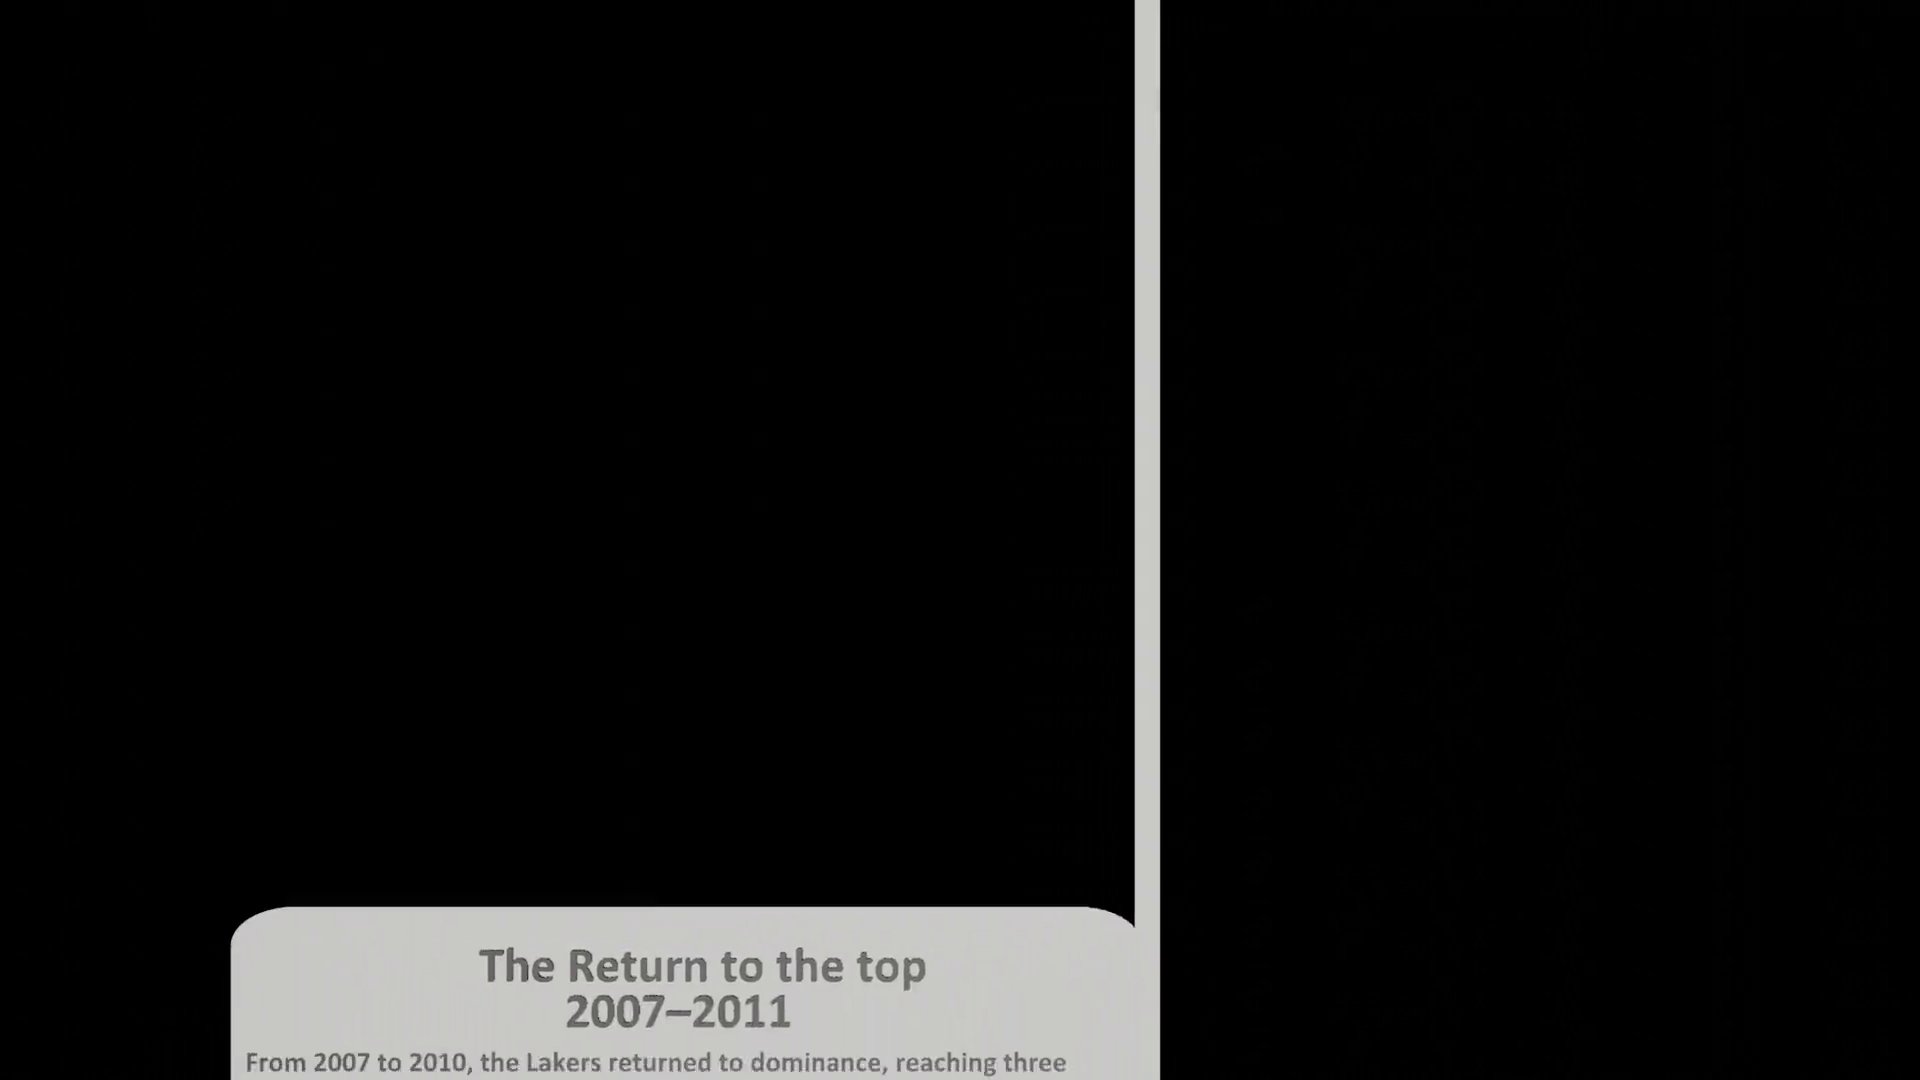 The Return to the top
2007–2011
From 2007 to 2010, the Lakers returned to dominance, reaching three